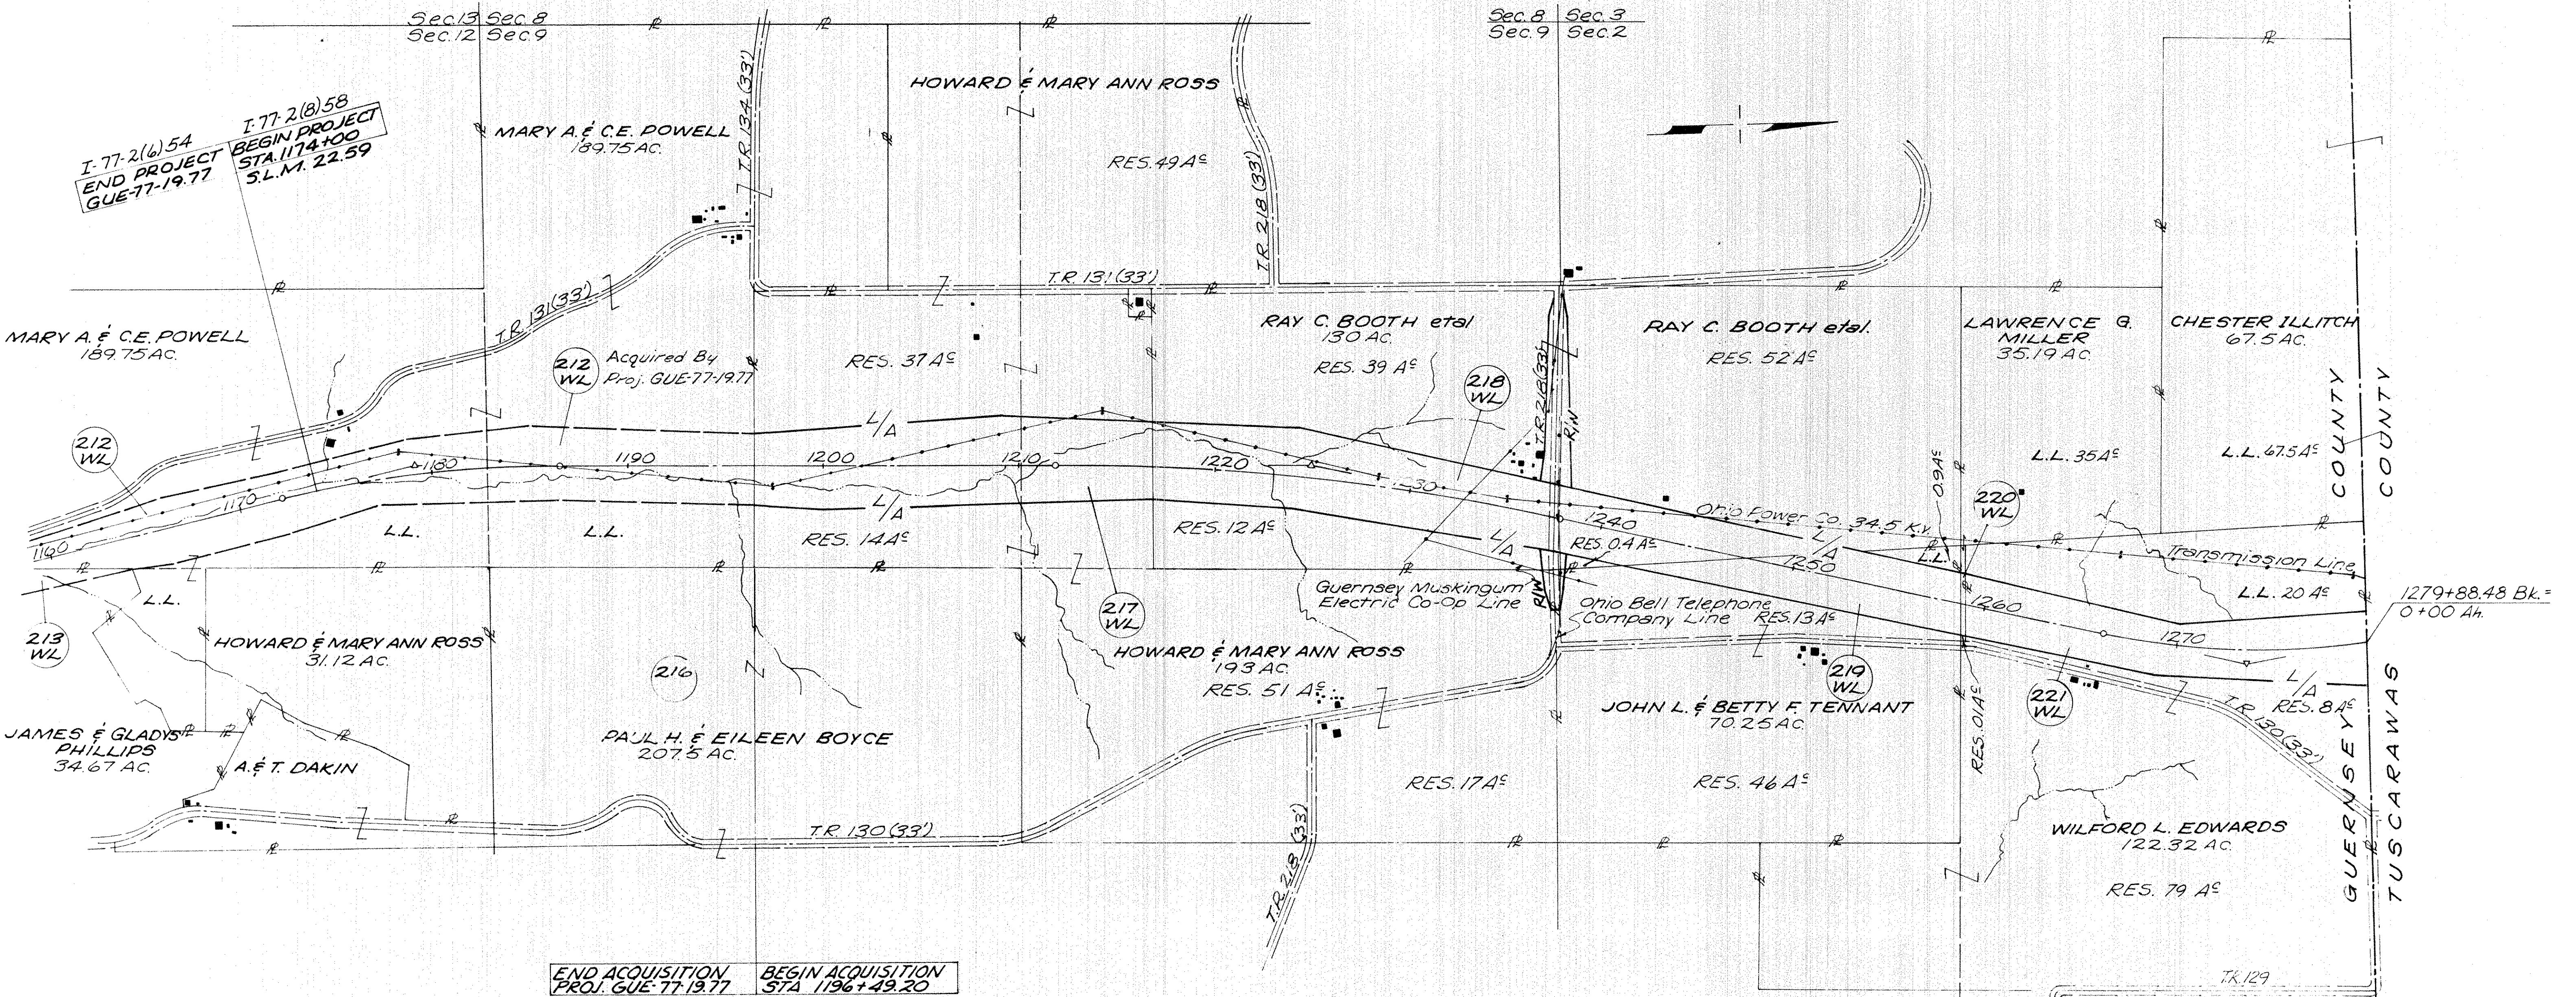 Sec.13 Sec.8
Sec.12 Sec.9
Sec.8 Sec.3
Sec.9 Sec.2
I-77-2(6)54
END PROJECT
GUE-77-19.77
I-77-2(8)58
BEGIN PROJECT
STA. 1174+00
S.L.M. 22.59
MARY A. & C.E. POWELL
189.75 AC.
T.R. 134 (33')
HOWARD & MARY ANN ROSS
RES. 49 Ac
T.R. 218 (33')
T.R. 131 (33')
T.R. 131 (33')
MARY A. & C.E. POWELL
189.75 AC.
212
WL
Acquired By
Proj. GUE-77-19.77
RES. 37 Ac
RAY C. BOOTH etal
130 AC.
RES. 39 Ac
218
WL
T.R. 218 (33')
R/W
RAY C. BOOTH etal.
RES. 52 Ac
LAWRENCE G.
MILLER
35.19 AC.
CHESTER ILLITCH
67.5 AC.
L.L. 35 Ac
L.L. 67.5 Ac
COUNTY
COUNTY
212
WL
L/A
1160
1170
1180
1190
1200
1210
1220
30
1240
1250
1260
1270
Ohio Power Co. 34.5 K.V.
Transmission Line
0.9 Ac
220
WL
L.L.
L.L.
RES. 14 Ac
L/A
RES. 12 Ac
L/A
RES. 0.4 Ac
L/A
L.L.
L.L. 20 Ac
1279+88.48 Bk. =
0+00 Ah.
L.L.
213
WL
HOWARD & MARY ANN ROSS
31.12 AC.
216
217
WL
Guernsey Muskingum
Electric Co-Op Line
R/W
Ohio Bell Telephone
Company Line
RES. 13 Ac
HOWARD & MARY ANN ROSS
193 AC.
RES. 51 Ac
219
WL
221
WL
L/A
RES. 8 Ac
JOHN L. & BETTY F. TENNANT
70.25 AC.
RES. .01 Ac
T.R. 130 (33')
JAMES & GLADYS
PHILLIPS
34.67 AC.
A. & T. DAKIN
PAUL H. & EILEEN BOYCE
207.5 AC.
RES. 17 Ac
RES. 46 Ac
T.R. 130 (33')
T.R. 218 (33')
WILFORD L. EDWARDS
122.32 AC.
RES. 79 Ac
GUERNSEY
TUSCARAWAS
END ACQUISITION
PROJ. GUE-77-19.77
BEGIN ACQUISITION
STA 1196+49.20
T.R. 129